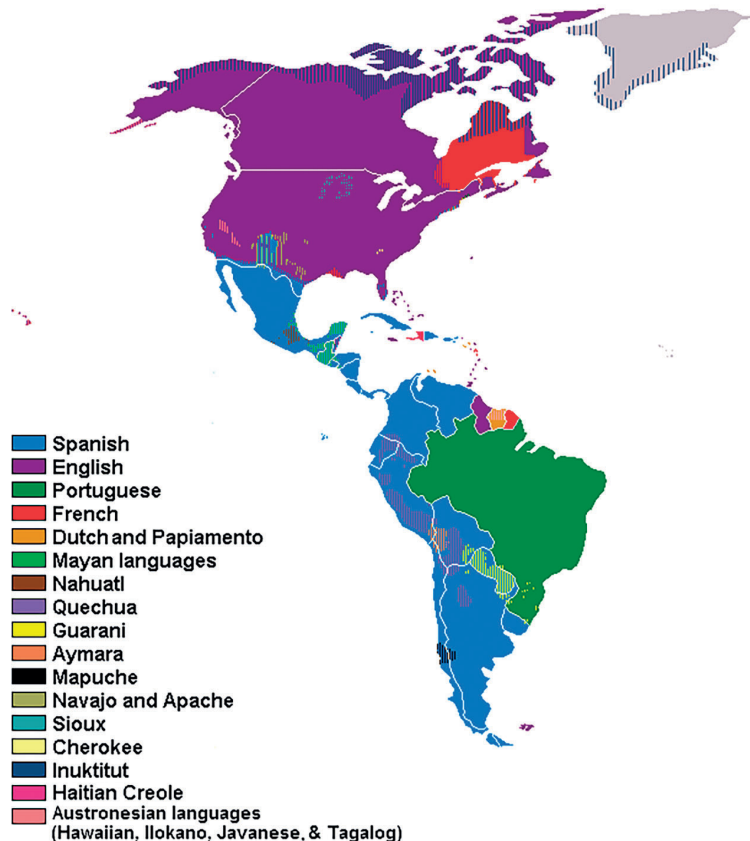 Spanish
English
Portuguese
French
Dutch and Papiamento
Mayan languages
Nahuatl
Quechua
Guarani
Aymara
Mapuche
Navajo and Apache
Sioux
Cherokee
Inuktitut
Haitian Creole
Austronesian languages
(Hawaiian, Ilokano, Javanese, & Tagalog)